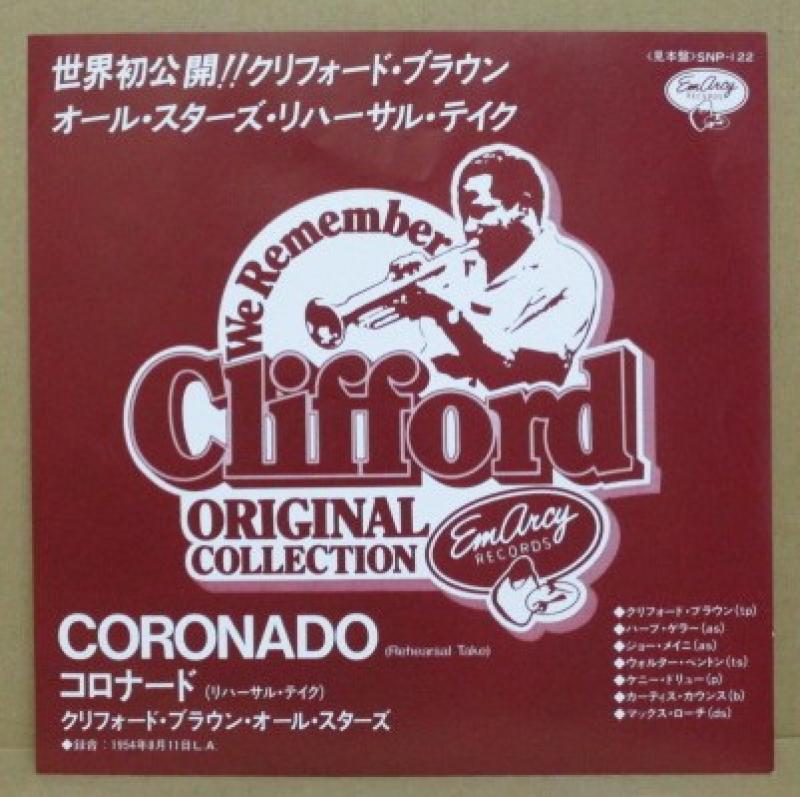 世界初公開!!クリフォード・ブラウン
オール・スターズ・リハーサル・テイク
〈見本盤〉SNP-122
EmArcy
RECORDS
We Remember
Clifford
ORIGINAL
COLLECTION
EmArcy
RECORDS
CORONADO (Rehearsal Take)
コロナード (リハーサル・テイク)
クリフォード・ブラウン・オール・スターズ
◆録音:1954年8月11日L.A.
◆クリフォード・ブラウン(tp)
◆ハーブ・ゲラー(as)
◆ジョー・メイニ(as)
◆ウォルター・ベントン(ts)
◆ケニー・ドリュー(p)
◆カーティス・カウンス(b)
◆マックス・ローチ(ds)